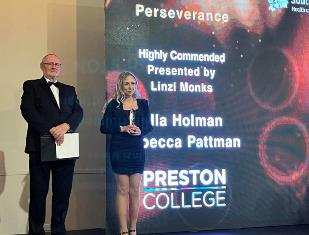 Perseverance
Highly Commended
Presented by
Linzi Monks
lla Holman
becca Pattman
PRESTON
COLLEGE